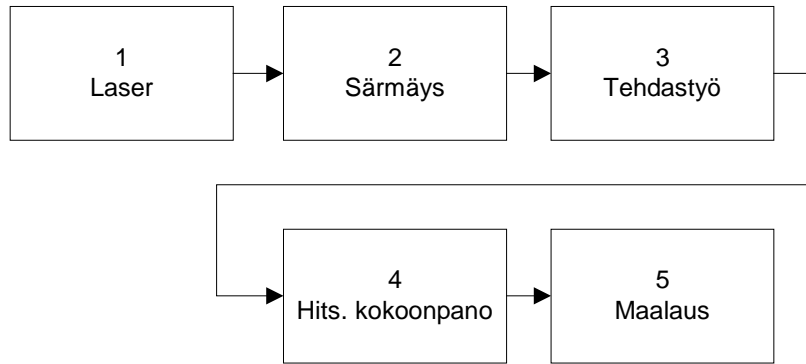 1
Laser
2
Särmäys
3
Tehdastyö
4
Hits. kokoonpano
5
Maalaus